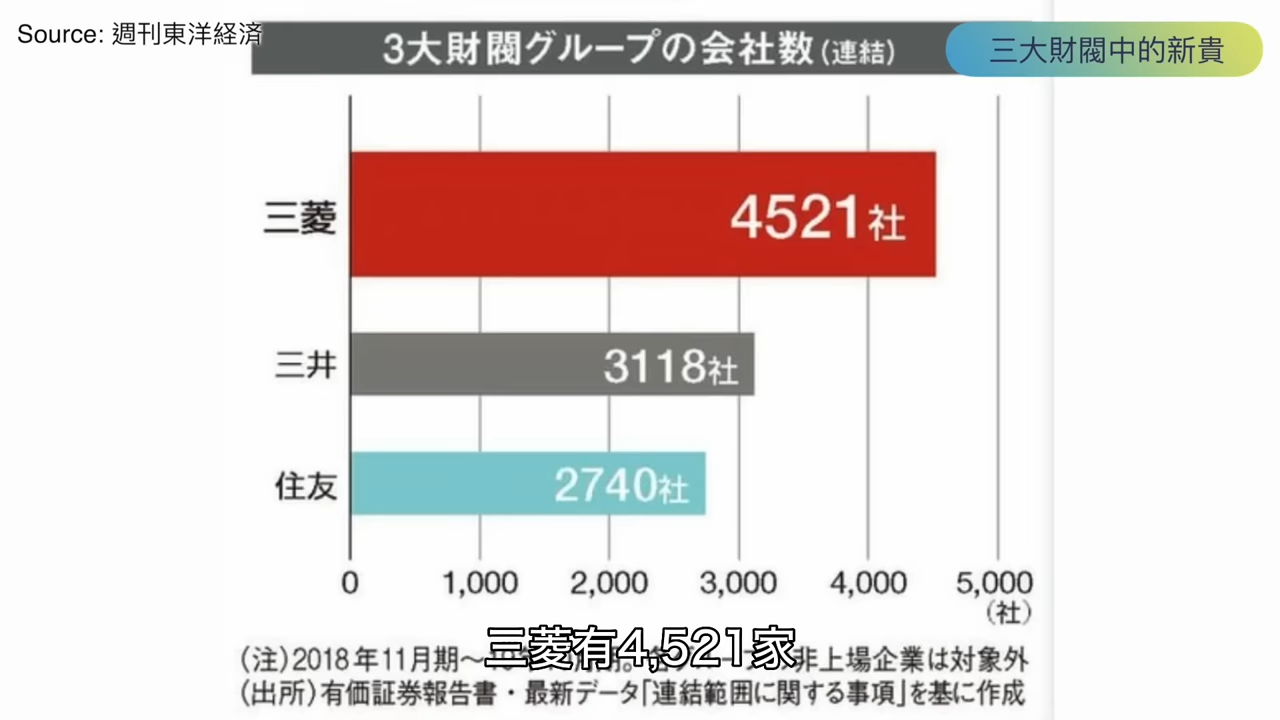 Source: 週刊東洋経済
3大財閥グループの会社数(連結)
三大財閥中的新貴
三菱
4521社
三井
3118社
住友
2740社
0 1,000 2,000 3,000 4,000 5,000
(社)
三菱有4,521家
(注)2018年11月期〜 非上場企業は対象外
(出所)有価証券報告書・最新データ「連結範囲に関する事項」を基に作成